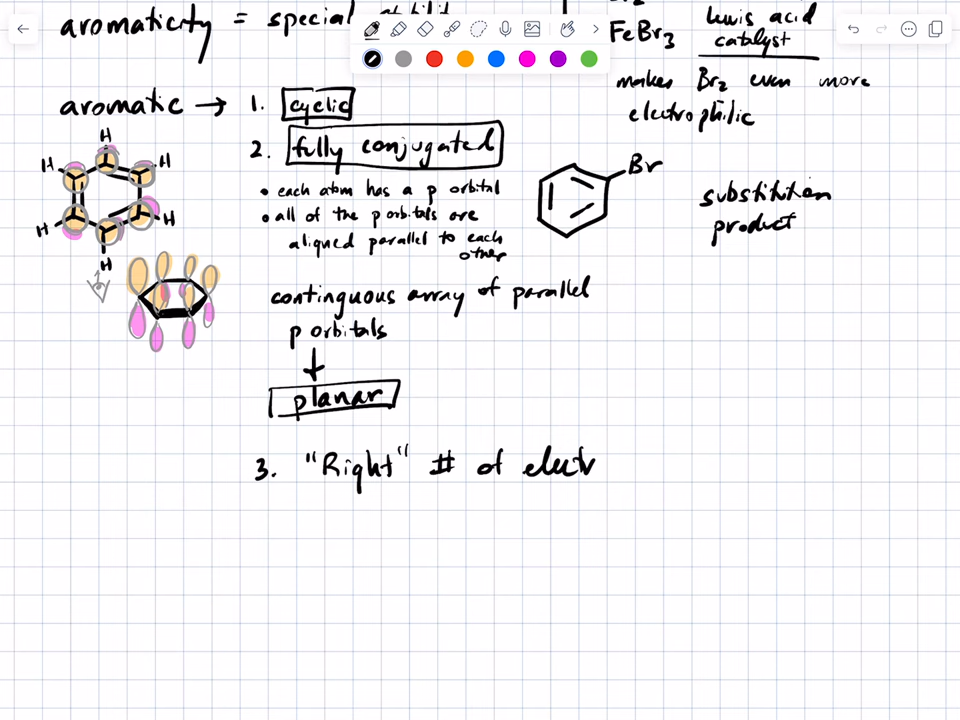 aromaticity = special
FeBr3
lewis acid
catalyst
makes Br2 even more
electrophilic
aromatic → 1. cyclic
2. fully conjugated
• each atom has a p orbital
• all of the p orbitals are
aligned parallel to each
other
H
H
H
H
H
H
Br
substitution
product
continguous array of parallel
p orbitals
planar
3. "Right" # of electr